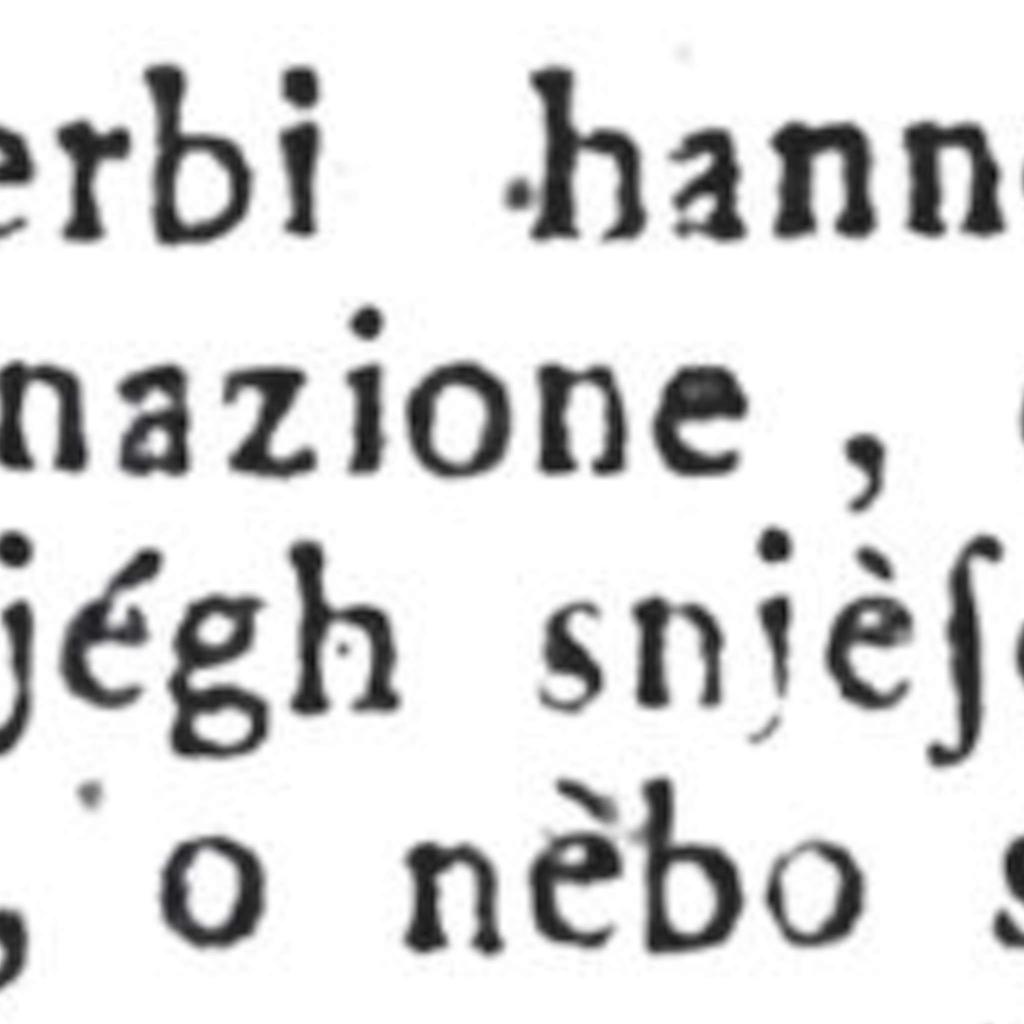 erbi hann
nazione ,
jégh snjèſ
, o nèbo s